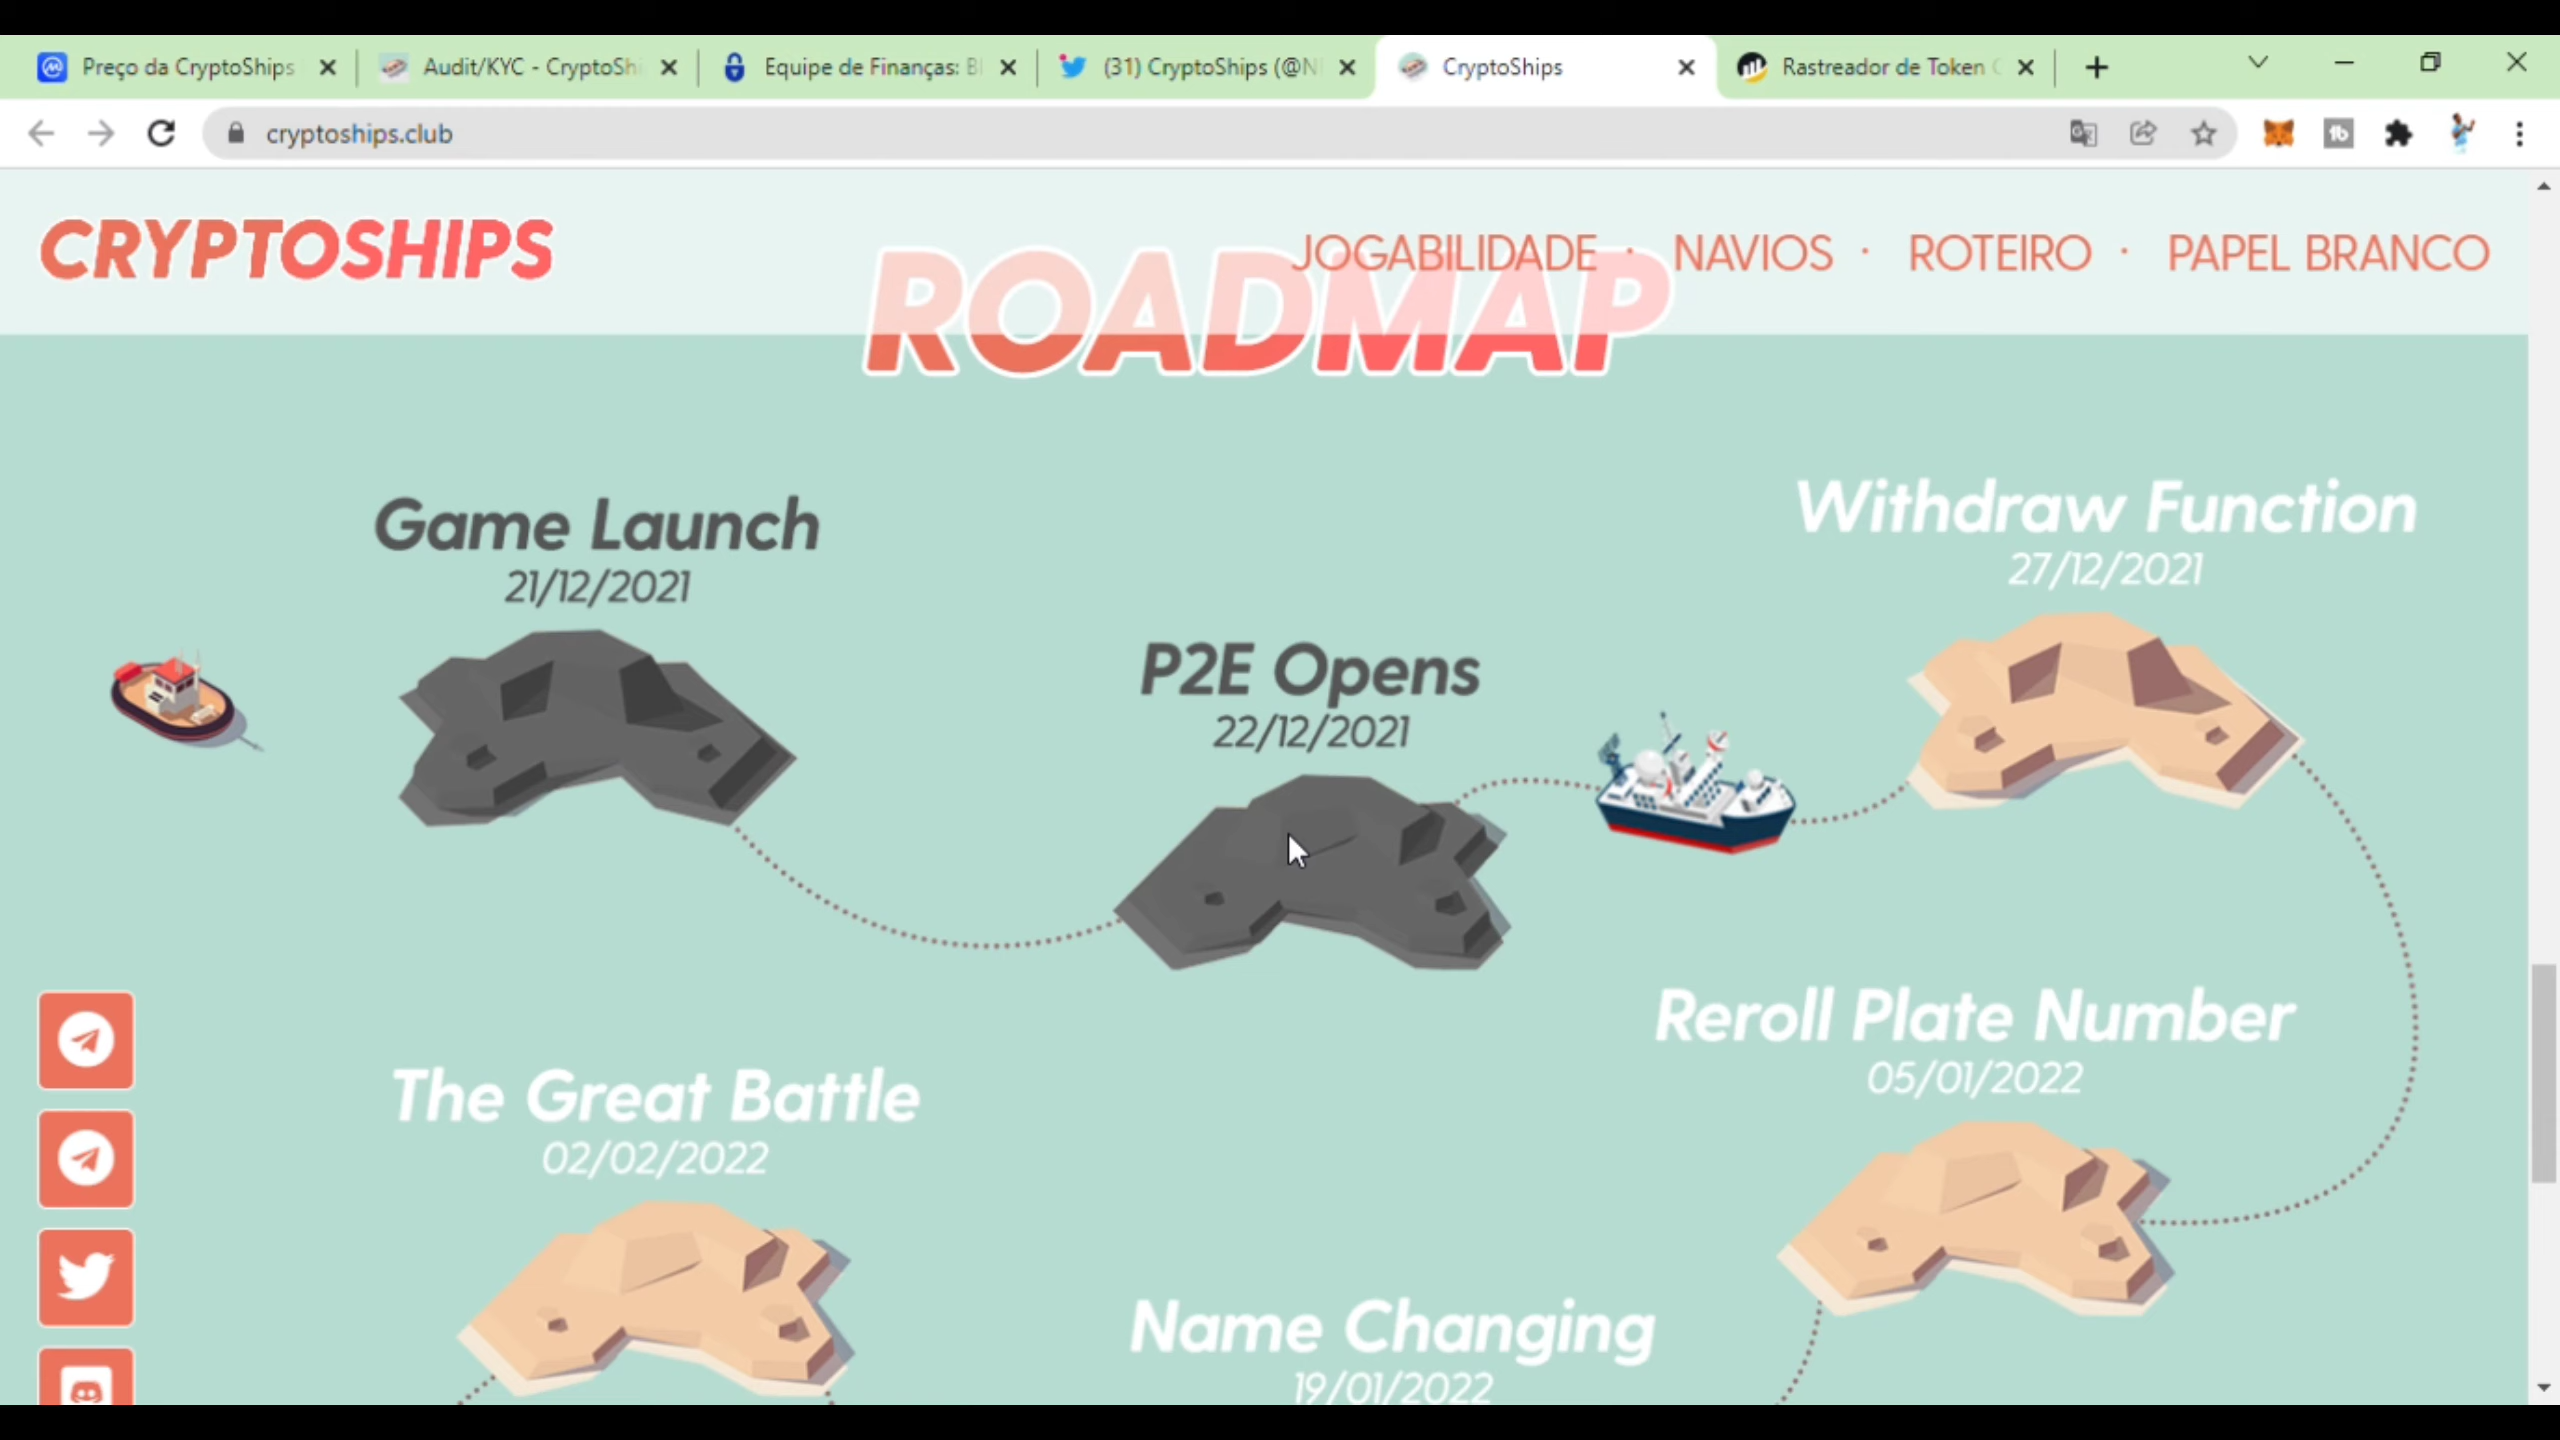 Preço da CryptoShips
Audit/KYC - CryptoShi
Equipe de Finanças: Bl
(31) CryptoShips (@N
CryptoShips
Rastreador de Token C
cryptoships.club
CRYPTOSHIPS
JOGABILIDADE · NAVIOS · ROTEIRO · PAPEL BRANCO
ROADMAP
Game Launch
21/12/2021
P2E Opens
22/12/2021
Withdraw Function
27/12/2021
Reroll Plate Number
05/01/2022
The Great Battle
02/02/2022
Name Changing
19/01/2022